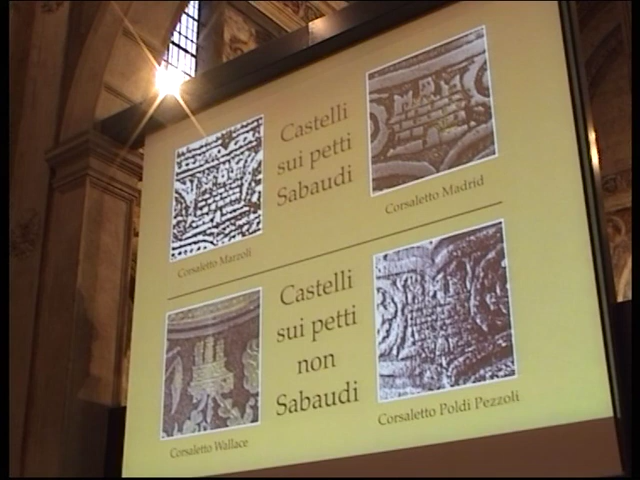 Castelli
sui petti
Sabaudi
Corsaletto Marzoli
Corsaletto Madrid
Castelli
sui petti
non
Sabaudi
Corsaletto Wallace
Corsaletto Poldi Pezzoli